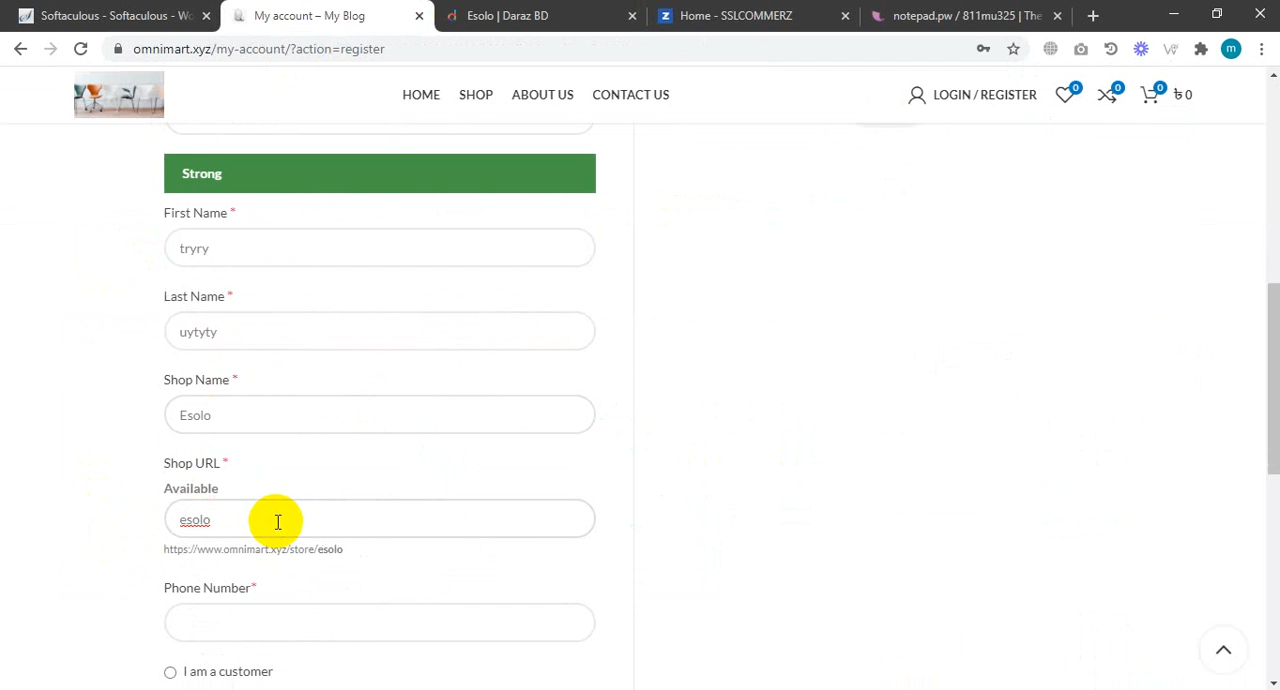 Softaculous - Softaculous - Wo
My account – My Blog
Esolo | Daraz BD
Home - SSLCOMMERZ
notepad.pw / 811mu325 | The
omnimart.xyz/my-account/?action=register
m
HOME
SHOP
ABOUT US
CONTACT US
LOGIN / REGISTER
0
0
0
৳ 0
Strong
First Name *
tryry
Last Name *
uytyty
Shop Name *
Esolo
Shop URL *
Available
esolo
https://www.omnimart.xyz/store/esolo
Phone Number*
I am a customer